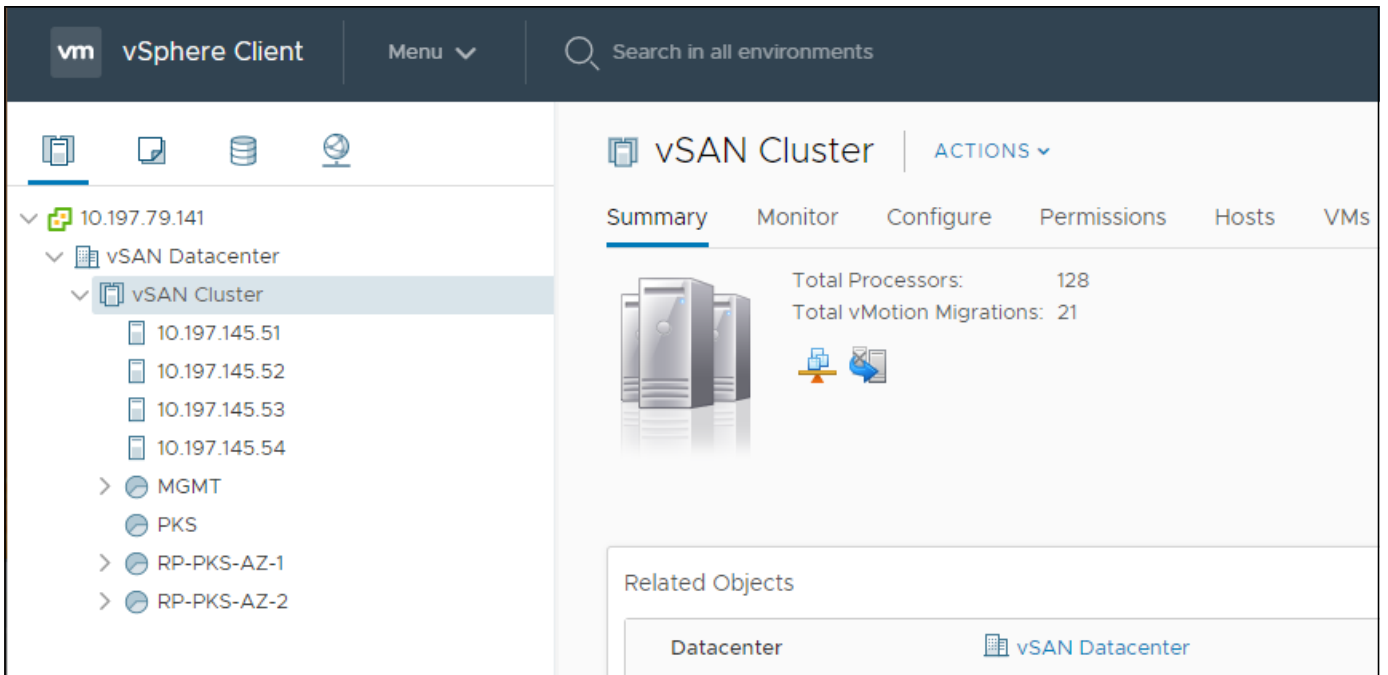 vm vSphere Client Menu Search in all environments
vSAN Cluster ACTIONS
Summary Monitor Configure Permissions Hosts VMs
10.197.79.141
vSAN Datacenter
vSAN Cluster
10.197.145.51
10.197.145.52
10.197.145.53
10.197.145.54
MGMT
PKS
RP-PKS-AZ-1
RP-PKS-AZ-2
Total Processors: 128
Total vMotion Migrations: 21
Related Objects
Datacenter vSAN Datacenter